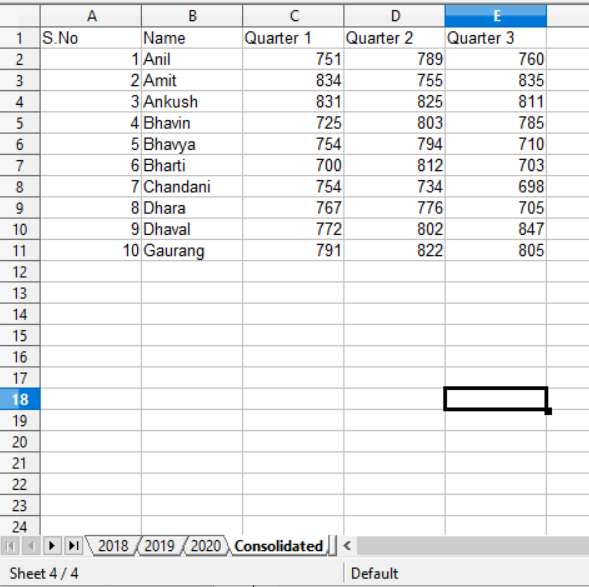 A B C D E
1 S.No Name Quarter 1 Quarter 2 Quarter 3
2 1 Anil 751 789 760
3 2 Amit 834 755 835
4 3 Ankush 831 825 811
5 4 Bhavin 725 803 785
6 5 Bhavya 754 794 710
7 6 Bharti 700 812 703
8 7 Chandani 754 734 698
9 8 Dhara 767 776 705
10 9 Dhaval 772 802 847
11 10 Gaurang 791 822 805
12
13
14
15
16
17
18
19
20
21
22
23
24
2018 2019 2020 Consolidated
Sheet 4 / 4 Default